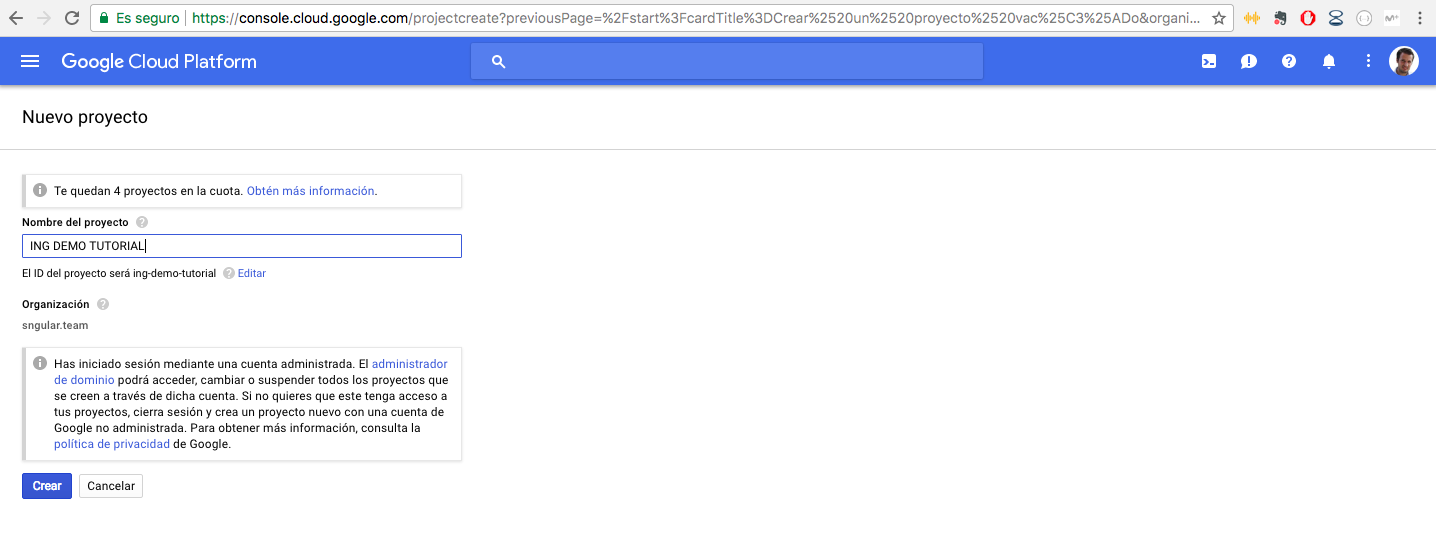 Es seguro https://console.cloud.google.com/projectcreate?previousPage=%2Fstart%3FcardTitle%3DCrear%2520un%2520proyecto%2520vac%25C3%25ADo&organi...
Google Cloud Platform
Nuevo proyecto
Te quedan 4 proyectos en la cuota. Obtén más información.
Nombre del proyecto
ING DEMO TUTORIAL
El ID del proyecto será ing-demo-tutorial Editar
Organización
sngular.team
Has iniciado sesión mediante una cuenta administrada. El administrador
de dominio podrá acceder, cambiar o suspender todos los proyectos que
se creen a través de dicha cuenta. Si no quieres que este tenga acceso a
tus proyectos, cierra sesión y crea un proyecto nuevo con una cuenta de
Google no administrada. Para obtener más información, consulta la
política de privacidad de Google.
Crear Cancelar